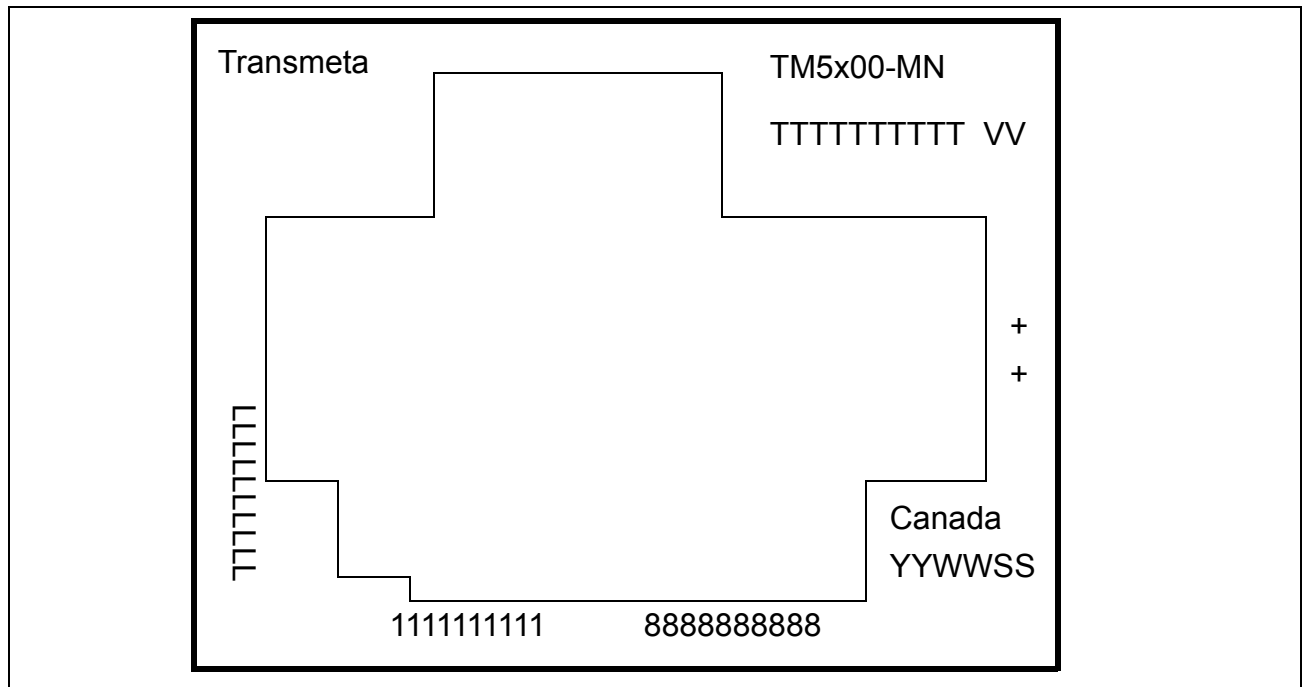 Transmeta
TM5x00-MN
TTTTTTTTTT VV
+
+
LLLLLLLLLL
Canada
YYWWSS
1111111111 8888888888